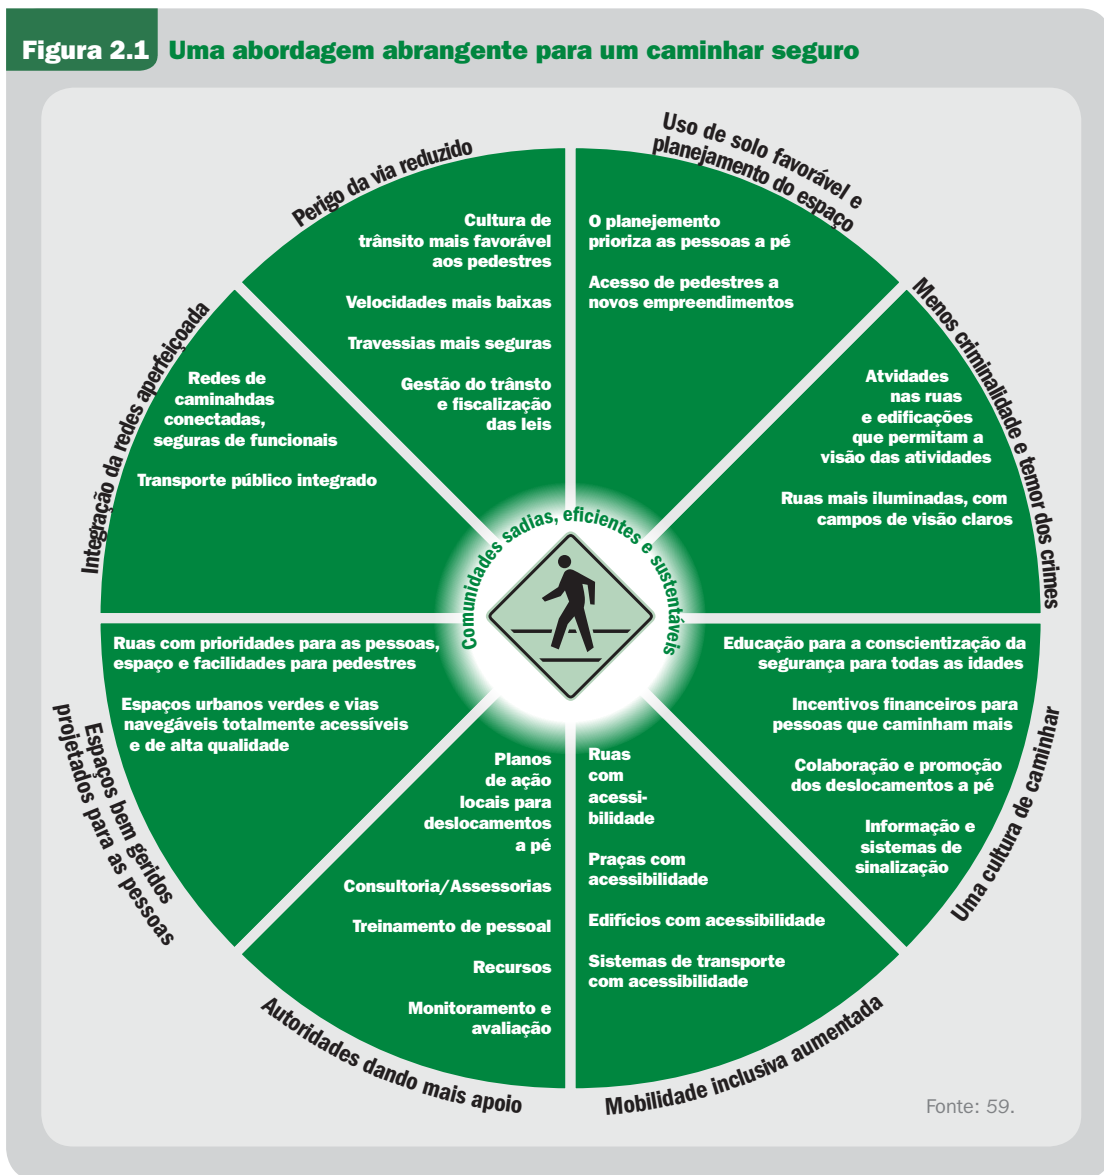 Figura 2.1 Uma abordagem abrangente para um caminhar seguro
Perigo da via reduzido
Cultura de
trânsito mais favorável
aos pedestres
Velocidades mais baixas
Travessias mais seguras
Gestão do trânsto
e fiscalização
das leis
Uso de solo favorável e
planejamento do espaço
O planejemento
prioriza as pessoas a pé
Acesso de pedestres a
novos empreendimentos
Menos criminalidade e temor dos crimes
Atvidades
nas ruas
e edificações
que permitam a
visão das atividades
Ruas mais iluminadas, com
campos de visão claros
Uma cultura de caminhar
Educação para a conscientização da
segurança para todas as idades
Incentivos financeiros para
pessoas que caminham mais
Colaboração e promoção
dos deslocamentos a pé
Informação e
sistemas de
sinalização
Mobilidade inclusiva aumentada
Ruas
com
acessi-
bilidade
Praças com
acessibilidade
Edifícios com acessibilidade
Sistemas de transporte
com acessibilidade
Autoridades dando mais apoio
Planos
de ação
locais para
deslocamentos
a pé
Consultoria/Assessorias
Treinamento de pessoal
Recursos
Monitoramento e
avaliação
Espaços bem geridos
projetados para as pessoas
Ruas com prioridades para as pessoas,
espaço e facilidades para pedestres
Espaços urbanos verdes e vias
navegáveis totalmente acessíveis
e de alta qualidade
Integração da redes aperfeiçoada
Redes de
caminahdas
conectadas,
seguras de funcionais
Transporte público integrado
Comunidades sadias, eficientes e sustentáveis
Fonte: 59.